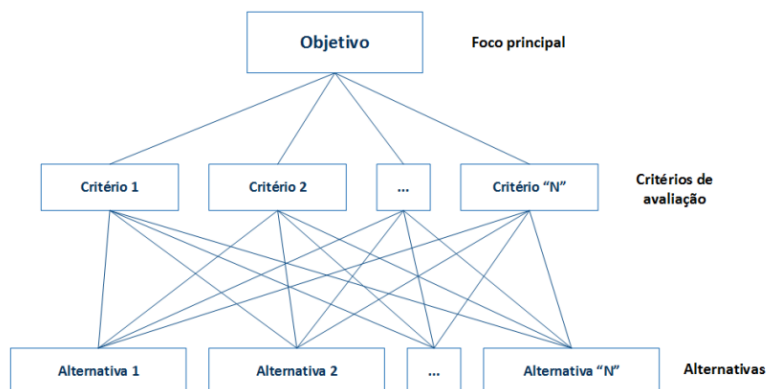 Objetivo
Foco principal
Critério 1
Critério 2
...
Critério “N”
Critérios de
avaliação
Alternativa 1
Alternativa 2
...
Alternativa “N”
Alternativas